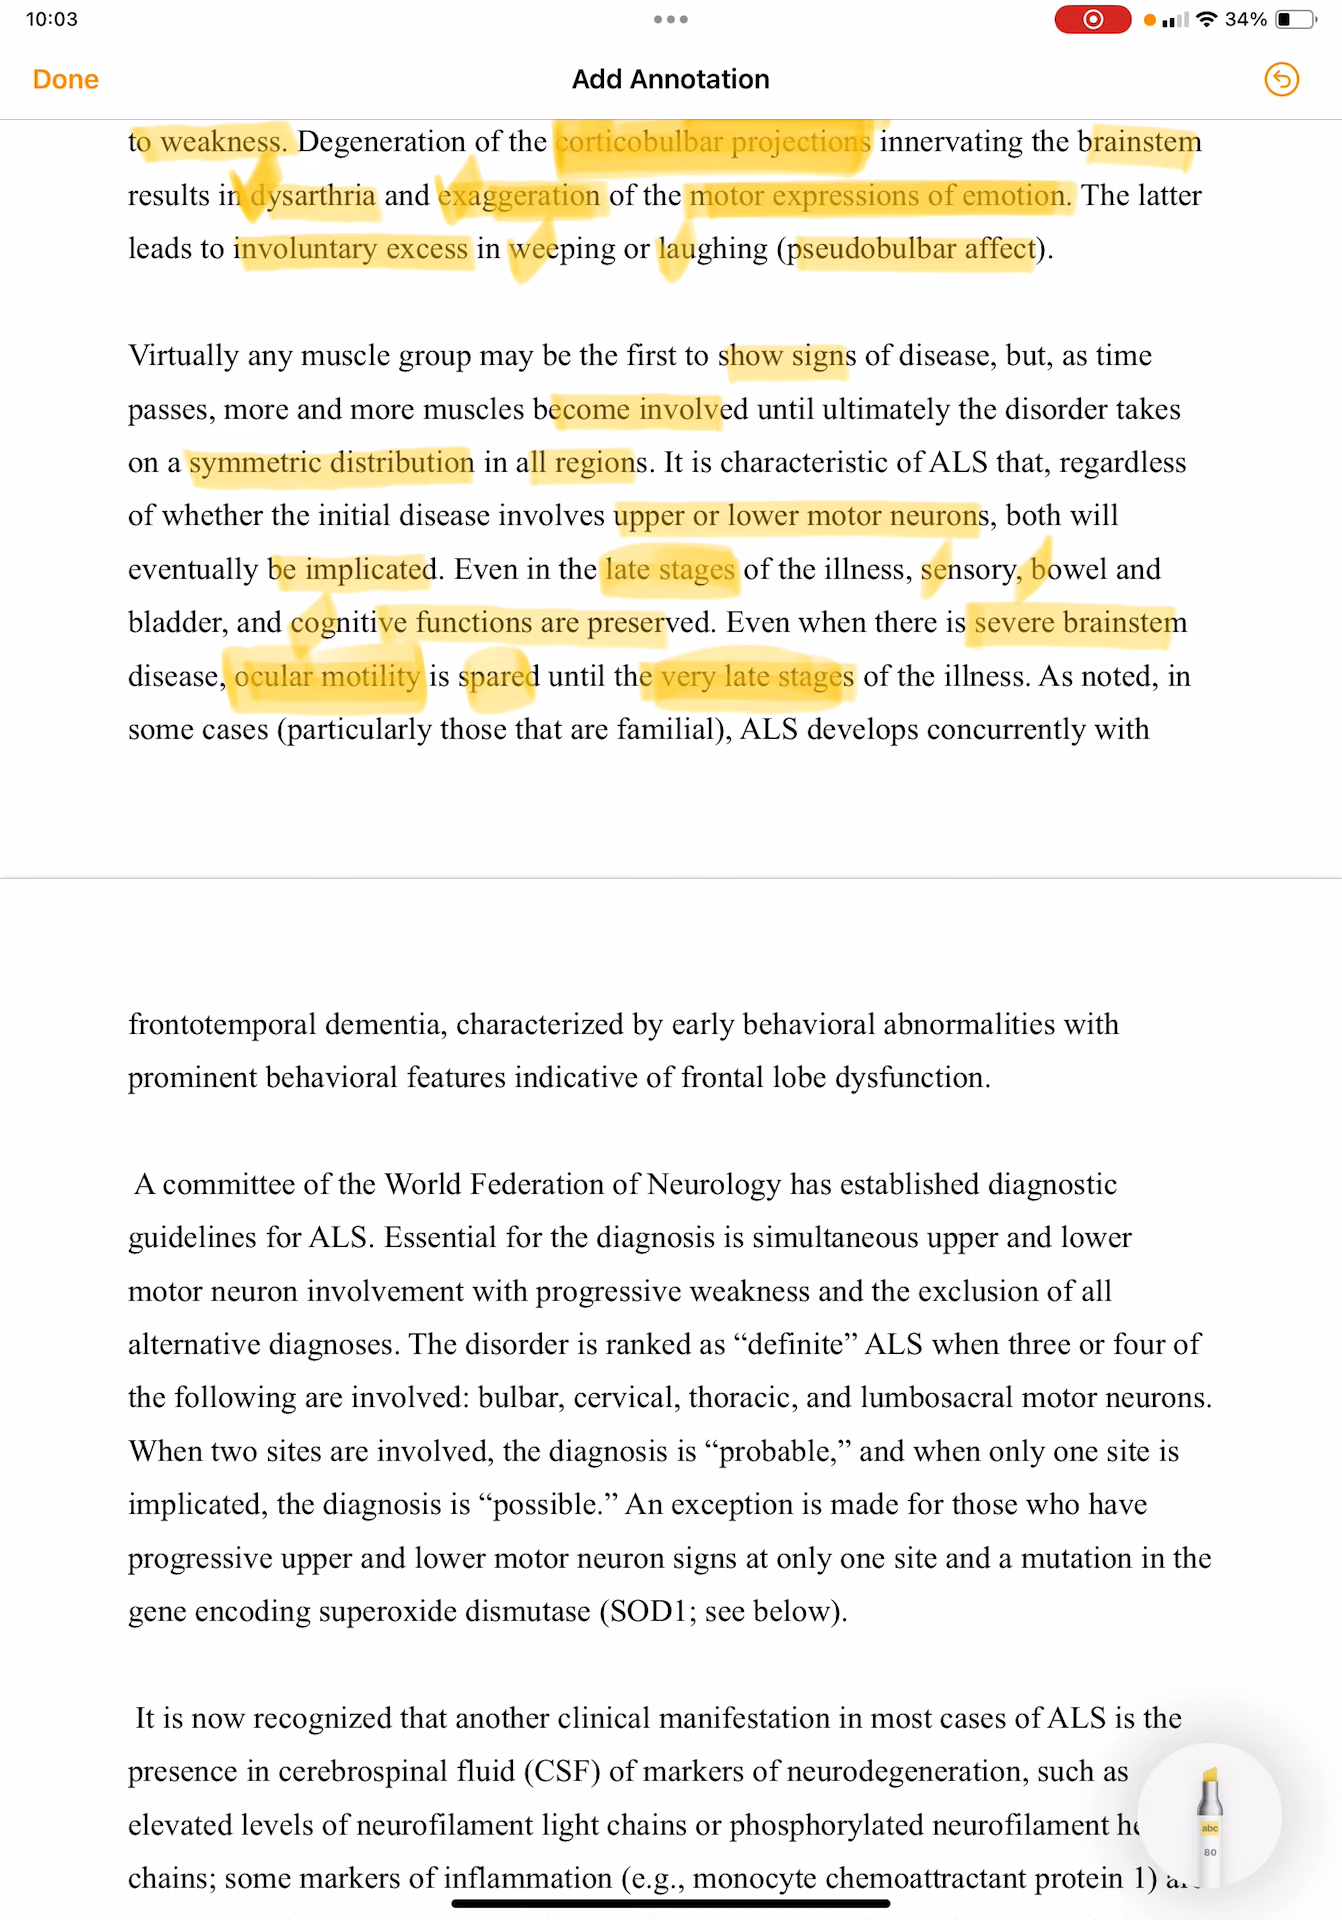 10:03
34%
Done
Add Annotation
to weakness. Degeneration of the corticobulbar projections innervating the brainstem
results in dysarthria and exaggeration of the motor expressions of emotion. The latter
leads to involuntary excess in weeping or laughing (pseudobulbar affect).
Virtually any muscle group may be the first to show signs of disease, but, as time
passes, more and more muscles become involved until ultimately the disorder takes
on a symmetric distribution in all regions. It is characteristic of ALS that, regardless
of whether the initial disease involves upper or lower motor neurons, both will
eventually be implicated. Even in the late stages of the illness, sensory, bowel and
bladder, and cognitive functions are preserved. Even when there is severe brainstem
disease, ocular motility is spared until the very late stages of the illness. As noted, in
some cases (particularly those that are familial), ALS develops concurrently with
frontotemporal dementia, characterized by early behavioral abnormalities with
prominent behavioral features indicative of frontal lobe dysfunction.
A committee of the World Federation of Neurology has established diagnostic
guidelines for ALS. Essential for the diagnosis is simultaneous upper and lower
motor neuron involvement with progressive weakness and the exclusion of all
alternative diagnoses. The disorder is ranked as “definite” ALS when three or four of
the following are involved: bulbar, cervical, thoracic, and lumbosacral motor neurons.
When two sites are involved, the diagnosis is “probable,” and when only one site is
implicated, the diagnosis is “possible.” An exception is made for those who have
progressive upper and lower motor neuron signs at only one site and a mutation in the
gene encoding superoxide dismutase (SOD1; see below).
It is now recognized that another clinical manifestation in most cases of ALS is the
presence in cerebrospinal fluid (CSF) of markers of neurodegeneration, such as
elevated levels of neurofilament light chains or phosphorylated neurofilament
chains; some markers of inflammation (e.g., monocyte chemoattractant protein 1)
abc
80